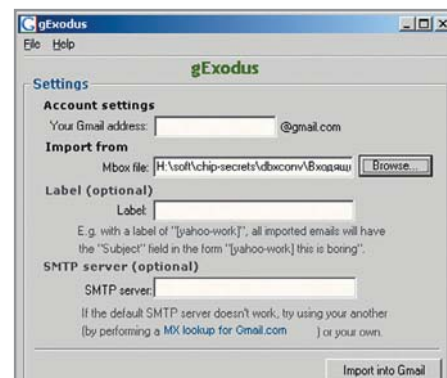 gExodus
File Help
gExodus
Settings
Account settings
Your Gmail address: @gmail.com
Import from
Mbox file: H:\soft\chip-secrets\dbxconv\Входящи Browse...
Label (optional)
Label:
E.g. with a label of "[yahoo-work]", all imported emails will have
the "Subject" field in the form "[yahoo-work] this is boring".
SMTP server (optional)
SMTP server:
If the default SMTP server doesn't work, try using your another
(by performing a MX lookup for Gmail.com ) or your own.
Import into Gmail